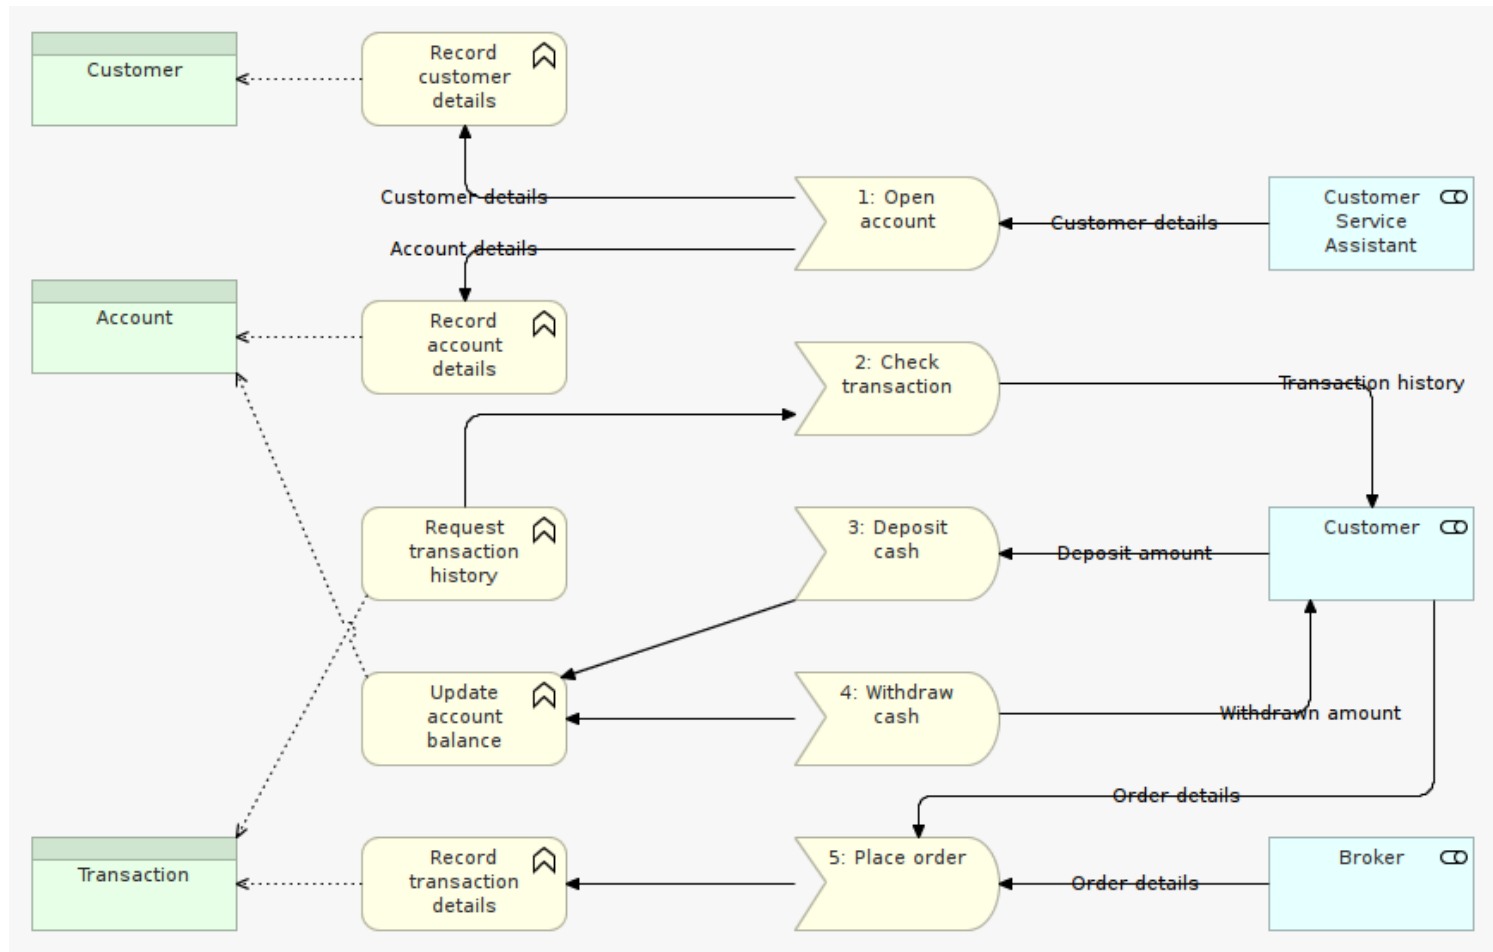 Customer
Record
customer
details
Customer details
1: Open
account
Customer details
Customer
Service
Assistant
Account details
Account
Record
account
details
2: Check
transaction
Transaction history
Request
transaction
history
3: Deposit
cash
Deposit amount
Customer
Update
account
balance
4: Withdraw
cash
Withdrawn amount
Order details
Transaction
Record
transaction
details
5: Place order
Order details
Broker